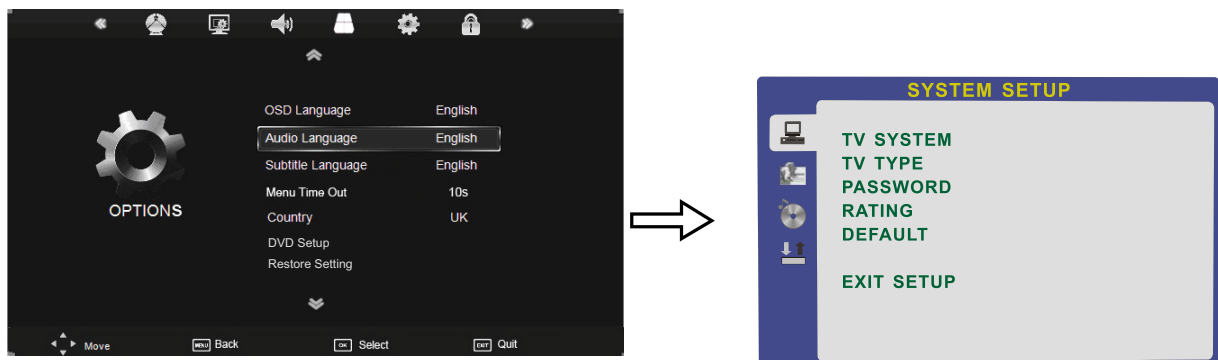 OSD Language English
Audio Language English
Subtitle Language English
Menu Time Out 10s
Country UK
DVD Setup
Restore Setting
OPTIONS
Move MENU Back OK Select EXIT Quit
SYSTEM SETUP
TV SYSTEM
TV TYPE
PASSWORD
RATING
DEFAULT
EXIT SETUP